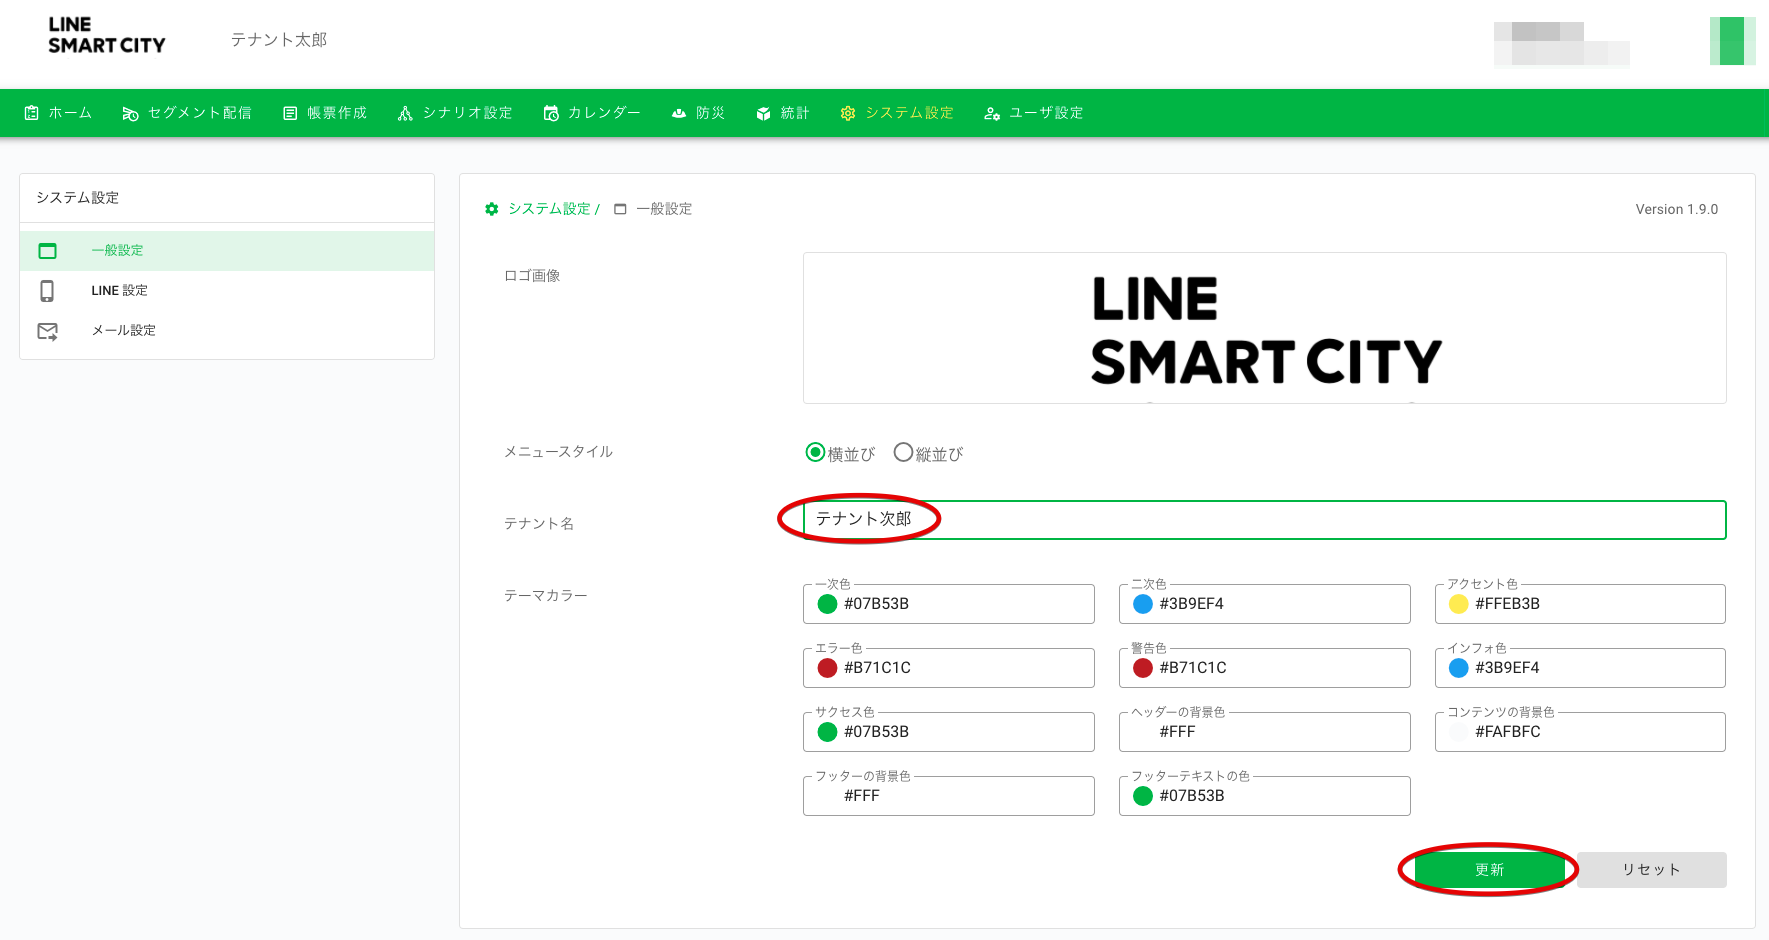 LINE
SMART CITY
テナント太郎
ホーム セグメント配信 帳票作成 シナリオ設定 カレンダー 防災 統計 システム設定 ユーザ設定
システム設定
一般設定
LINE 設定
メール設定
システム設定 / 一般設定
Version 1.9.0
ロゴ画像
LINE
SMART CITY
メニュースタイル
横並び 縦並び
テナント名
テナント次郎
テーマカラー
一次色 二次色 アクセント色
#07B53B #3B9EF4 #FFEB3B
エラー色 警告色 インフォ色
#B71C1C #B71C1C #3B9EF4
サクセス色 ヘッダーの背景色 コンテンツの背景色
#07B53B #FFF #FAFBFC
フッターの背景色 フッターテキストの色
#FFF #07B53B
更新 リセット